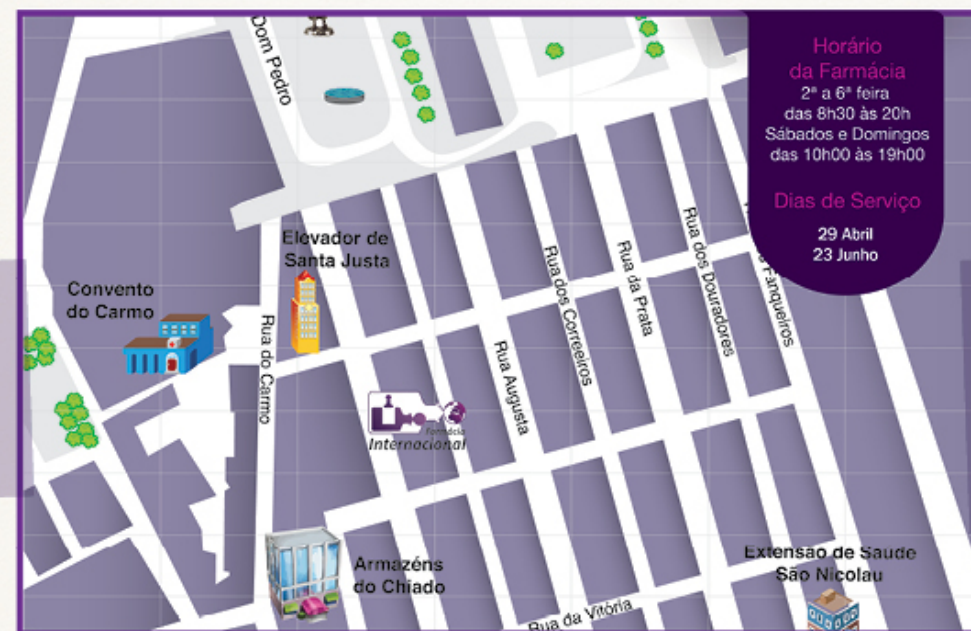 Dom Pedro
Horário
da Farmácia
2ª a 6ª feira
das 8h30 às 20h
Sábados e Domingos
das 10h00 às 19h00
Dias de Serviço
29 Abril
23 Junho
Elevador de
Santa Justa
Convento
do Carmo
Rua do Carmo
Rua Augusta
Rua dos Correeiros
Rua da Prata
Rua dos Douradores
Fanqueiros
Farmácia
Internacional
Armazéns
do Chiado
Extensão de Saúde
São Nicolau
Rua da Vitória